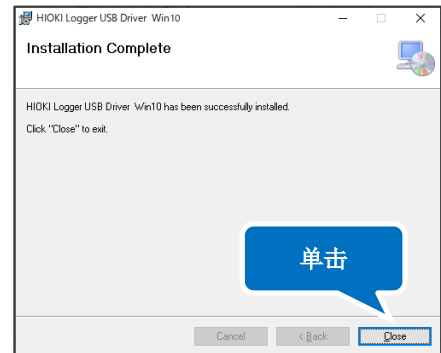 HIOKI Logger USB Driver Win10
Installation Complete
HIOKI Logger USB Driver Win10 has been successfully installed.
Click "Close" to exit.
单击
Cancel
< Back
Close